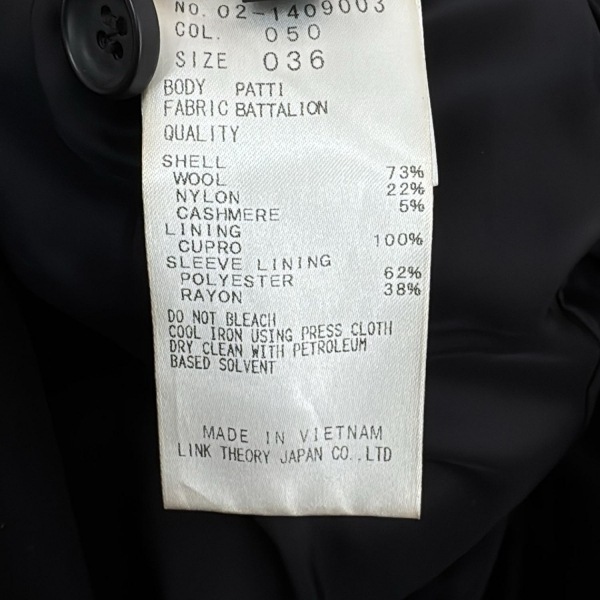 NO. 02-1409003
COL. 050
SIZE 036
BODY PATTI
FABRIC BATTALION
QUALITY
SHELL
WOOL 73%
NYLON 22%
CASHMERE 5%
LINING
CUPRO 100%
SLEEVE LINING
POLYESTER 62%
RAYON 38%
DO NOT BLEACH
COOL IRON USING PRESS CLOTH
DRY CLEAN WITH PETROLEUM
BASED SOLVENT
MADE IN VIETNAM
LINK THEORY JAPAN CO.,LTD